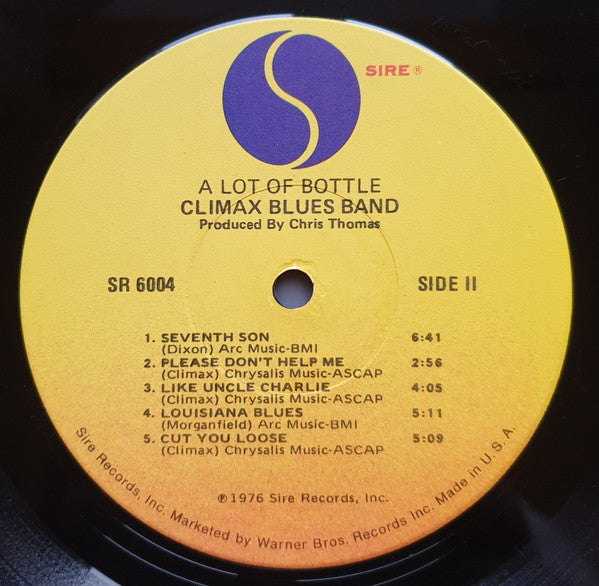 SIRE ®
A LOT OF BOTTLE
CLIMAX BLUES BAND
Produced By Chris Thomas
SR 6004
SIDE II
1. SEVENTH SON 6:41
(Dixon) Arc Music-BMI
2. PLEASE DON'T HELP ME 2:56
(Climax) Chrysalis Music-ASCAP
3. LIKE UNCLE CHARLIE 4:05
(Climax) Chrysalis Music-ASCAP
4. LOUISIANA BLUES 5:11
(Morganfield) Arc Music-BMI
5. CUT YOU LOOSE 5:09
(Climax) Chrysalis Music-ASCAP
℗1976 Sire Records, Inc.
Sire Records, Inc. Marketed by Warner Bros. Records Inc. Made in U.S.A.